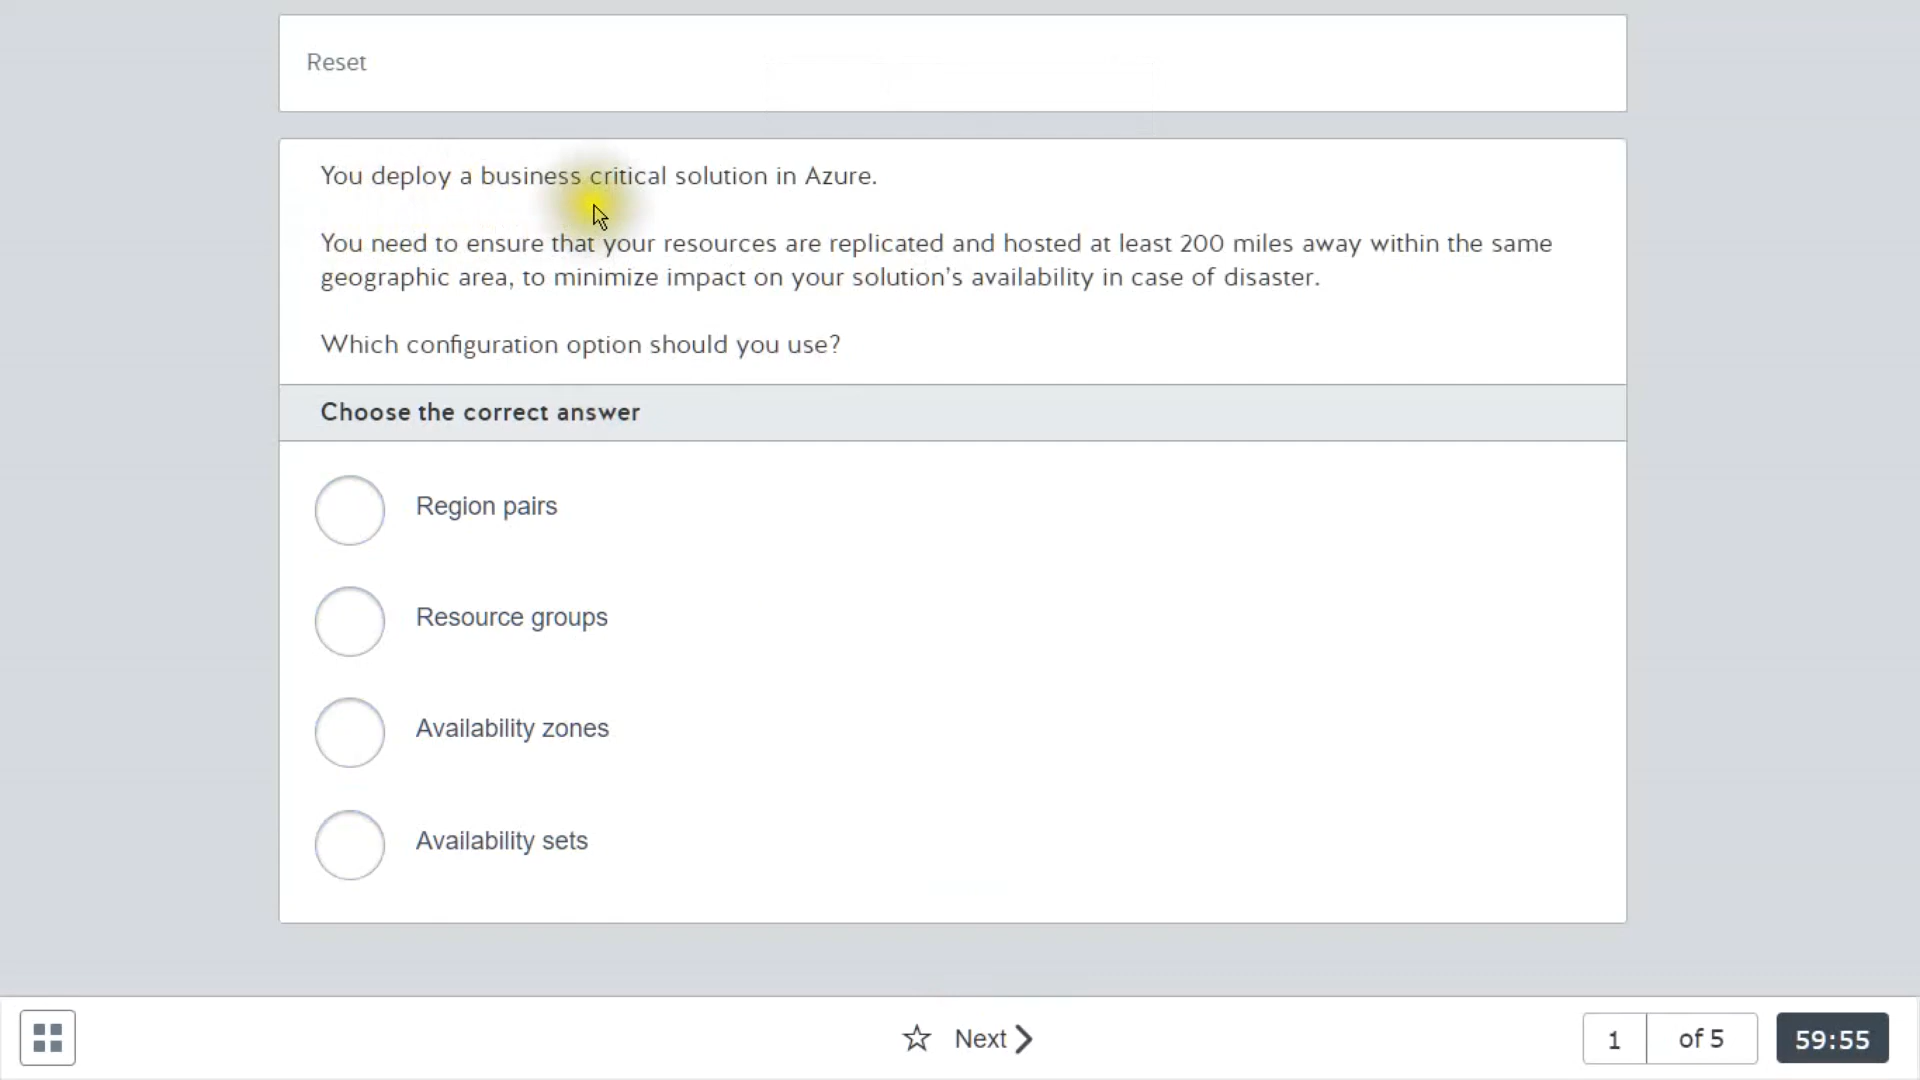 Reset
You deploy a business critical solution in Azure.
You need to ensure that your resources are replicated and hosted at least 200 miles away within the same
geographic area, to minimize impact on your solution's availability in case of disaster.
Which configuration option should you use?
Choose the correct answer
Region pairs
Resource groups
Availability zones
Availability sets
Next
1 of 5
59:55